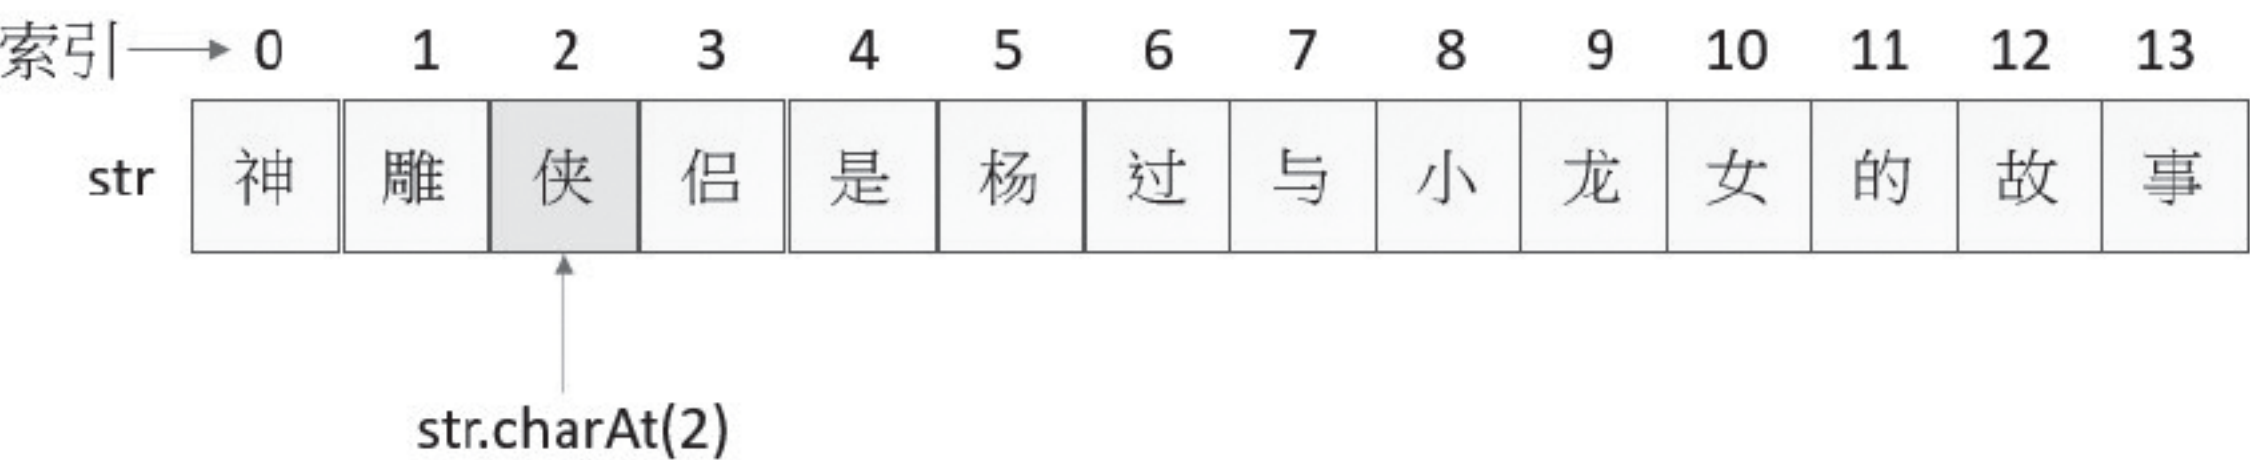 索引 0 1 2 3 4 5 6 7 8 9 10 11 12 13
str 神 雕 侠 侣 是 杨 过 与 小 龙 女 的 故 事
str.charAt(2)